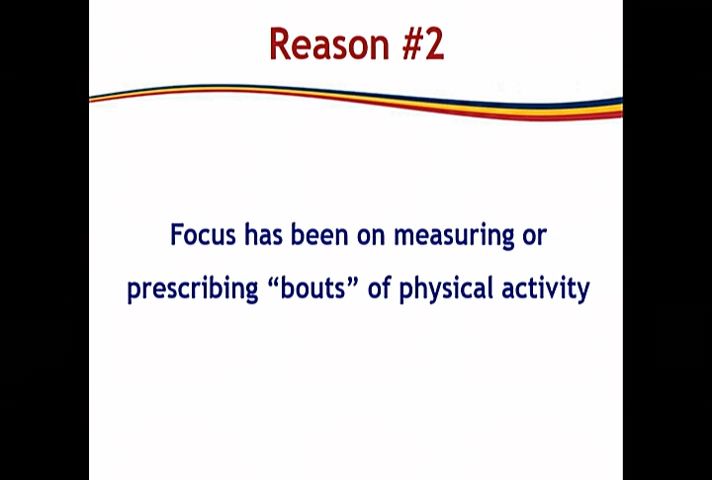 Reason #2
Focus has been on measuring or
prescribing “bouts” of physical activity